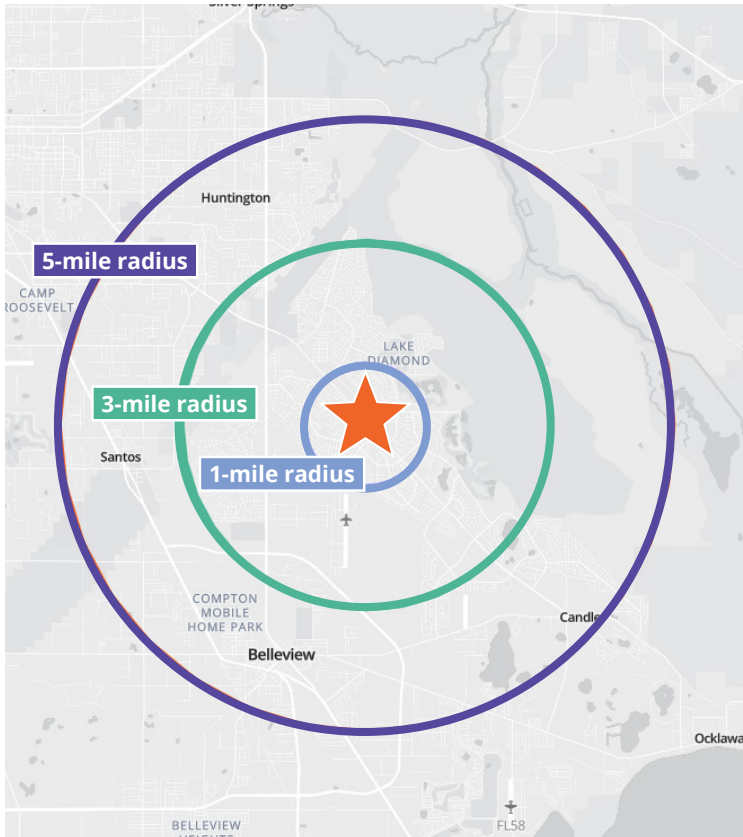 Silver Springs
Huntington
5-mile radius
CAMP
ROOSEVELT
LAKE
DIAMOND
3-mile radius
Santos
1-mile radius
COMPTON
MOBILE
HOME PARK
Candle
Belleview
Ocklawa
BELLEVIEW
HEIGHTS
FL58